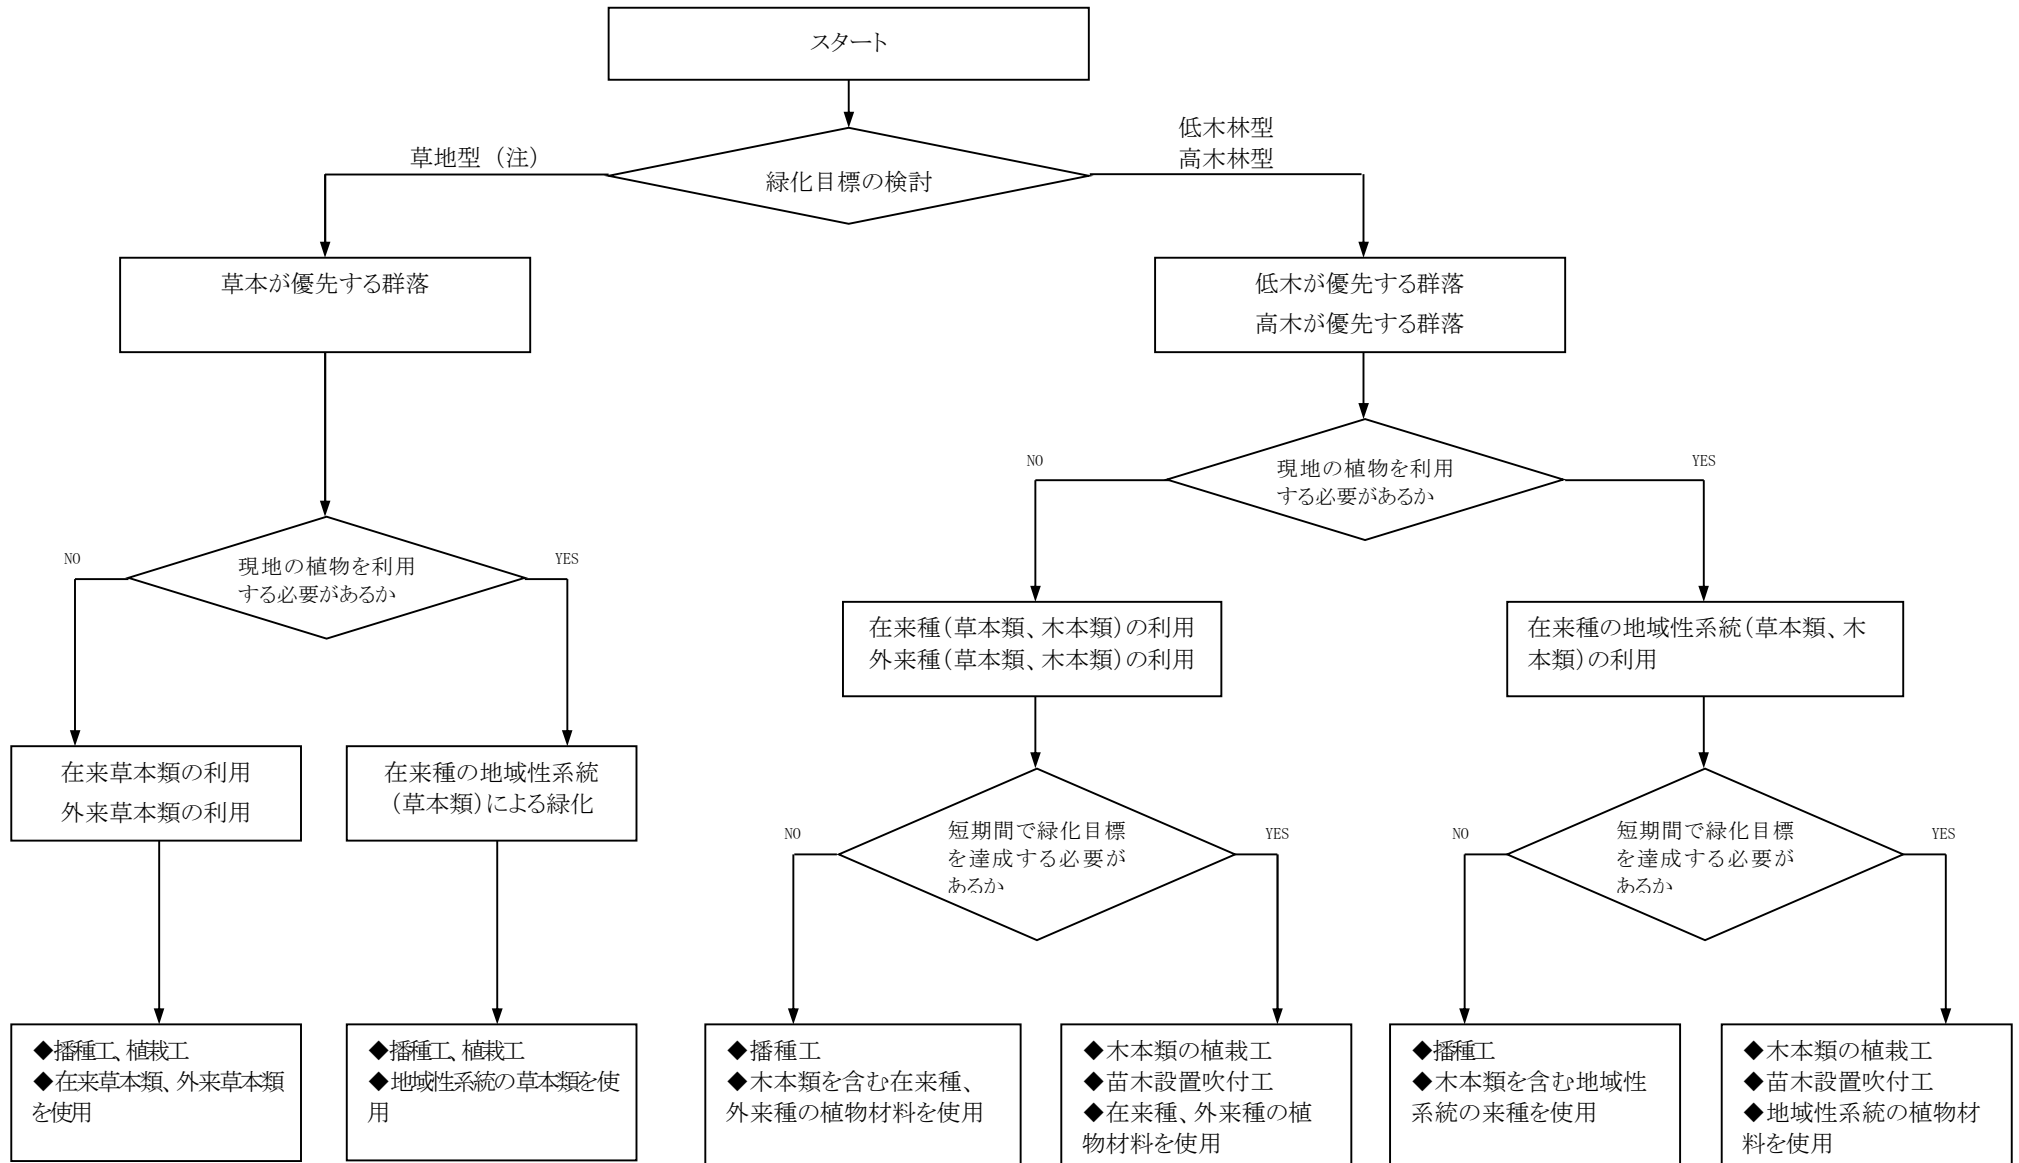 スタート
草地型（注）
低木林型
高木林型
緑化目標の検討
草本が優先する群落
低木が優先する群落
高木が優先する群落
NO
現地の植物を利用
する必要があるか
YES
NO
現地の植物を利用
する必要があるか
YES
在来種（草本類、木本類）の利用
外来種（草本類、木本類）の利用
在来種の地域性系統（草本類、木
本類）の利用
在来草本類の利用
外来草本類の利用
在来種の地域性系統
（草本類）による緑化
NO
短期間で緑化目標
を達成する必要が
あるか
YES
NO
短期間で緑化目標
を達成する必要が
あるか
YES
◆播種工、植栽工
◆在来草本類、外来草本類
を使用
◆播種工、植栽工
◆地域性系統の草本類を使
用
◆播種工
◆木本類を含む在来種、
外来種の植物材料を使用
◆木本類の植栽工
◆苗木設置吹付工
◆在来種、外来種の植
物材料を使用
◆播種工
◆木本類を含む地域性
系統の来種を使用
◆木本類の植栽工
◆苗木設置吹付工
◆地域性系統の植物材
料を使用